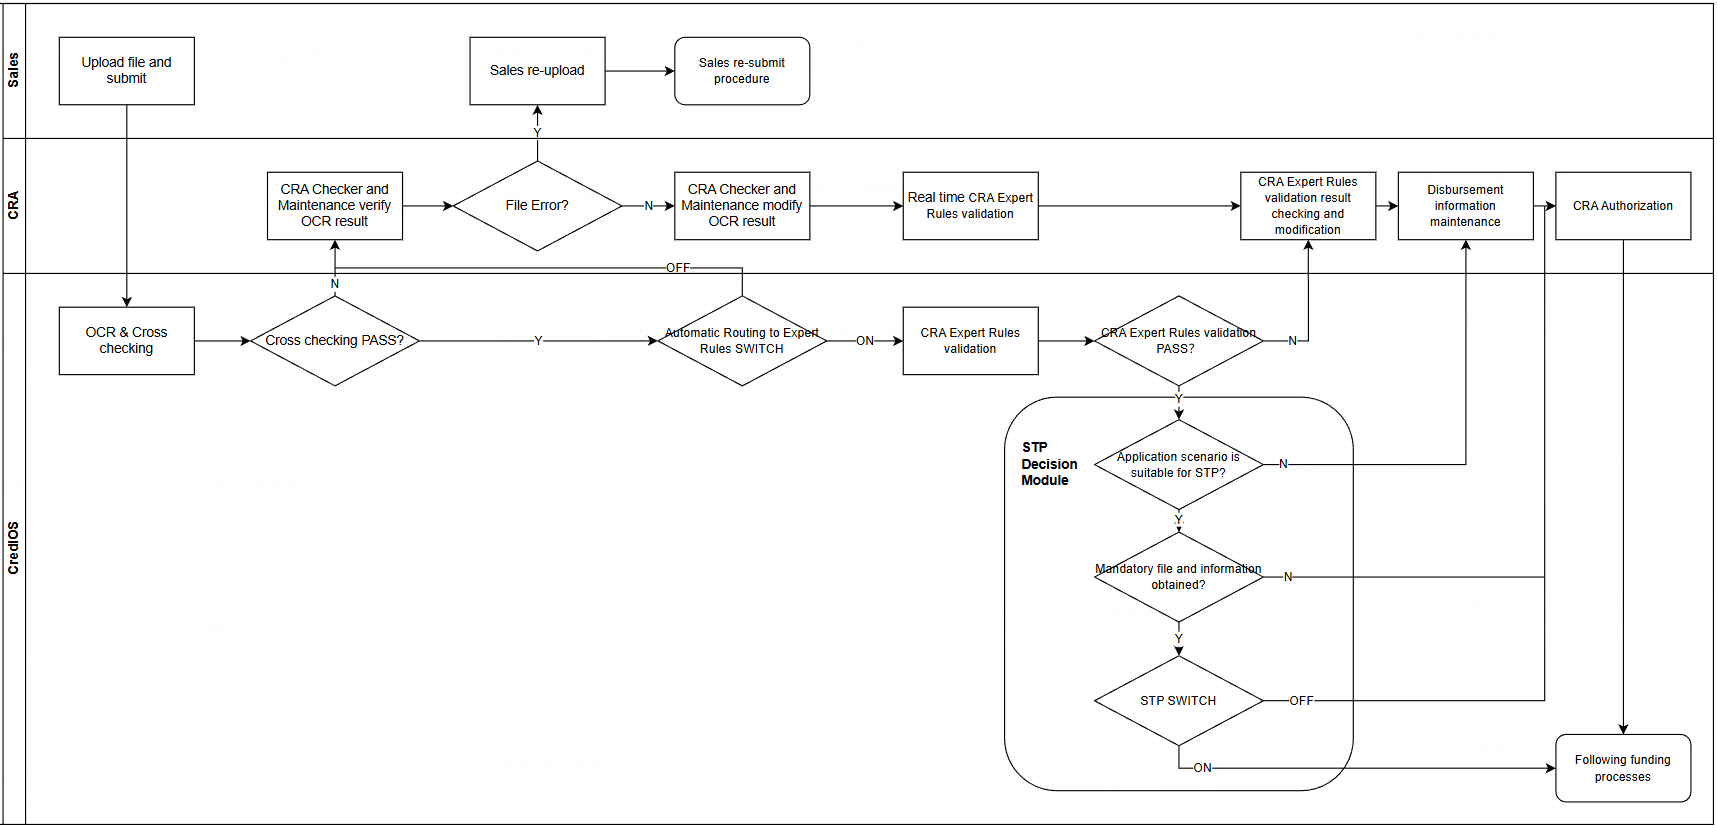 Sales
Upload file and
submit
Sales re-upload
Sales re-submit
procedure
Y
CRA
CRA Checker and
Maintenance verify
OCR result
File Error?
N
CRA Checker and
Maintenance modify
OCR result
Real time CRA Expert
Rules validation
CRA Expert Rules
validation result
checking and
modification
Disbursement
information
maintenance
CRA Authorization
OFF
N
CredIOS
OCR & Cross
checking
Cross checking PASS?
Y
Automatic Routing to Expert
Rules SWITCH
ON
CRA Expert Rules
validation
CRA Expert Rules validation
PASS?
N
Y
STP
Decision
Module
Application scenario is
suitable for STP?
N
Y
Mandatory file and information
obtained?
N
Y
STP SWITCH
OFF
ON
Following funding
processes